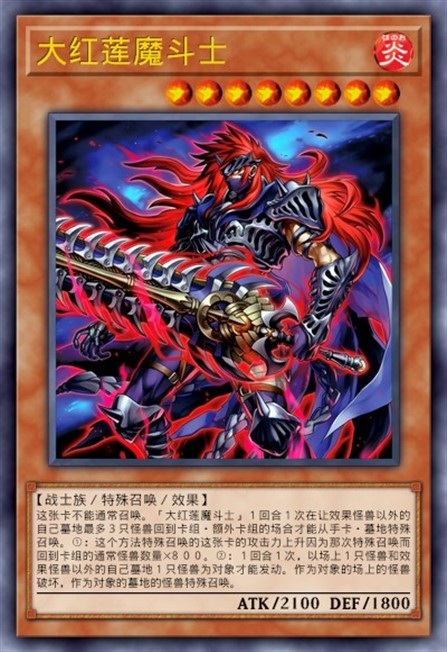 大红莲魔斗士
ほのお
炎
【战士族／特殊召唤／效果】
这张卡不能通常召唤。「大红莲魔斗士」1回合1次在让效果怪兽以外的
自己墓地最多3只怪兽回到卡组・额外卡组的场合才能从手卡・墓地特殊
召唤。①：这个方法特殊召唤的这张卡的攻击力上升因为那次特殊召唤而
回到卡组的通常怪兽数量×800。②：1回合1次，以场上1只怪兽和效
果怪兽以外的自己墓地1只怪兽为对象才能发动。作为对象的场上的怪兽
破坏，作为对象的墓地的怪兽特殊召唤。
ATK/2100 DEF/1800